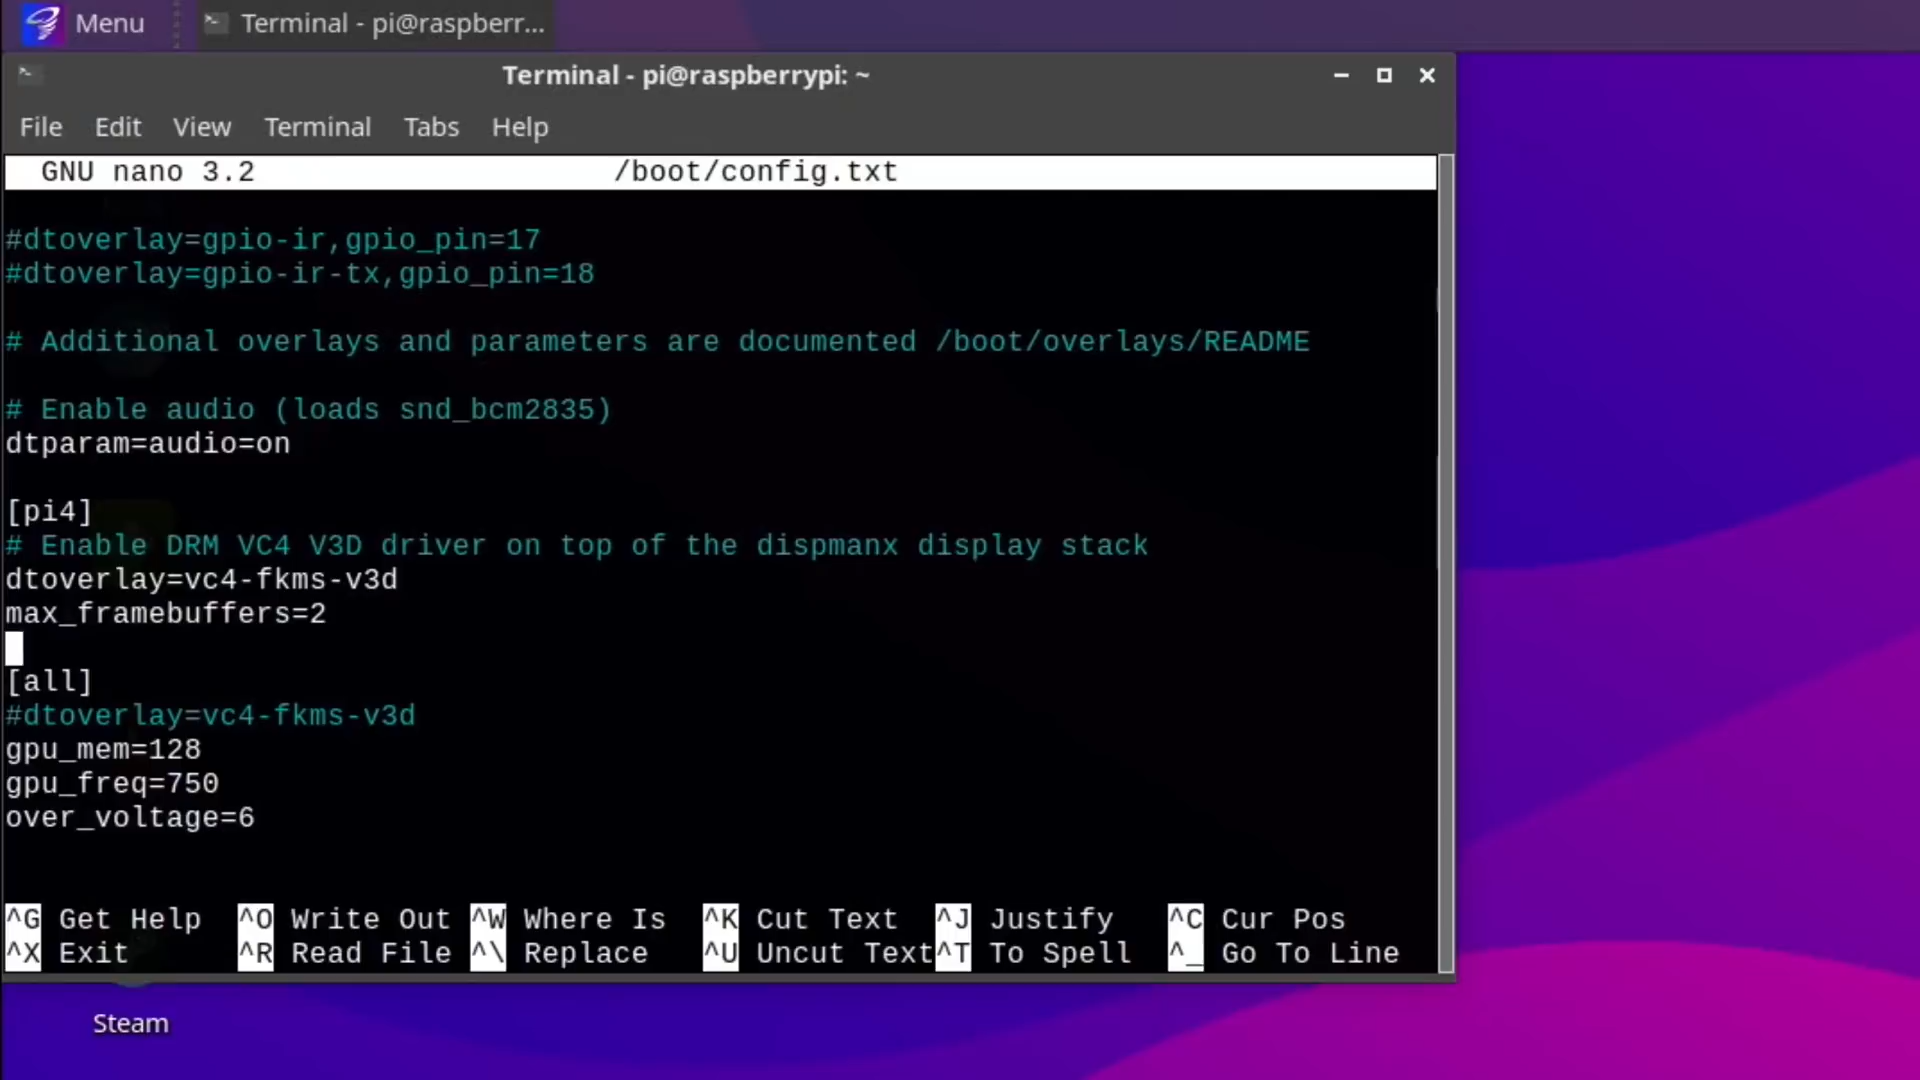 Menu
Terminal - pi@raspberr...
Terminal - pi@raspberrypi: ~
File Edit View Terminal Tabs Help
GNU nano 3.2 /boot/config.txt
#dtoverlay=gpio-ir,gpio_pin=17
#dtoverlay=gpio-ir-tx,gpio_pin=18
# Additional overlays and parameters are documented /boot/overlays/README
# Enable audio (loads snd_bcm2835)
dtparam=audio=on
[pi4]
# Enable DRM VC4 V3D driver on top of the dispmanx display stack
dtoverlay=vc4-fkms-v3d
max_framebuffers=2
[all]
#dtoverlay=vc4-fkms-v3d
gpu_mem=128
gpu_freq=750
over_voltage=6
^G Get Help ^O Write Out ^W Where Is ^K Cut Text ^J Justify ^C Cur Pos
^X Exit ^R Read File ^\ Replace ^U Uncut Text ^T To Spell ^_ Go To Line
Steam